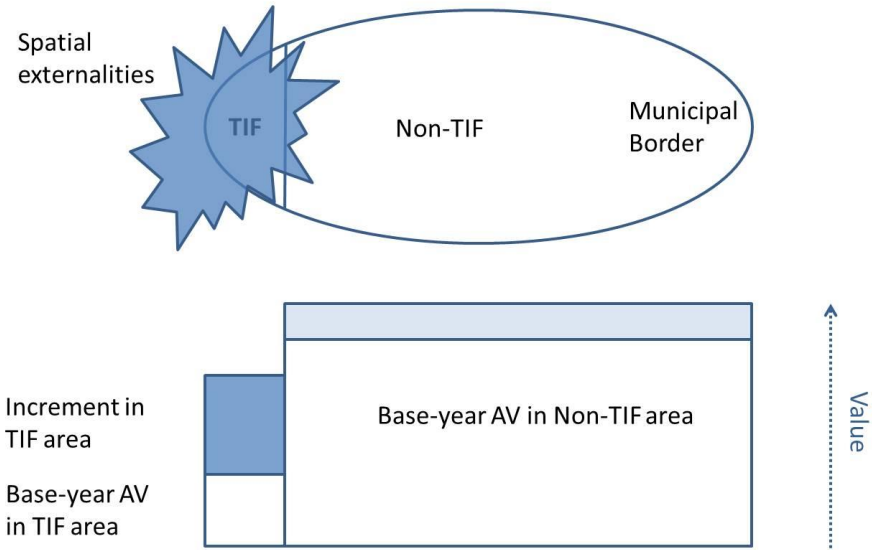 Spatial
externalities
TIF
Non-TIF
Municipal
Border
Increment in
TIF area
Base-year AV
in TIF area
Base-year AV in Non-TIF area
Value